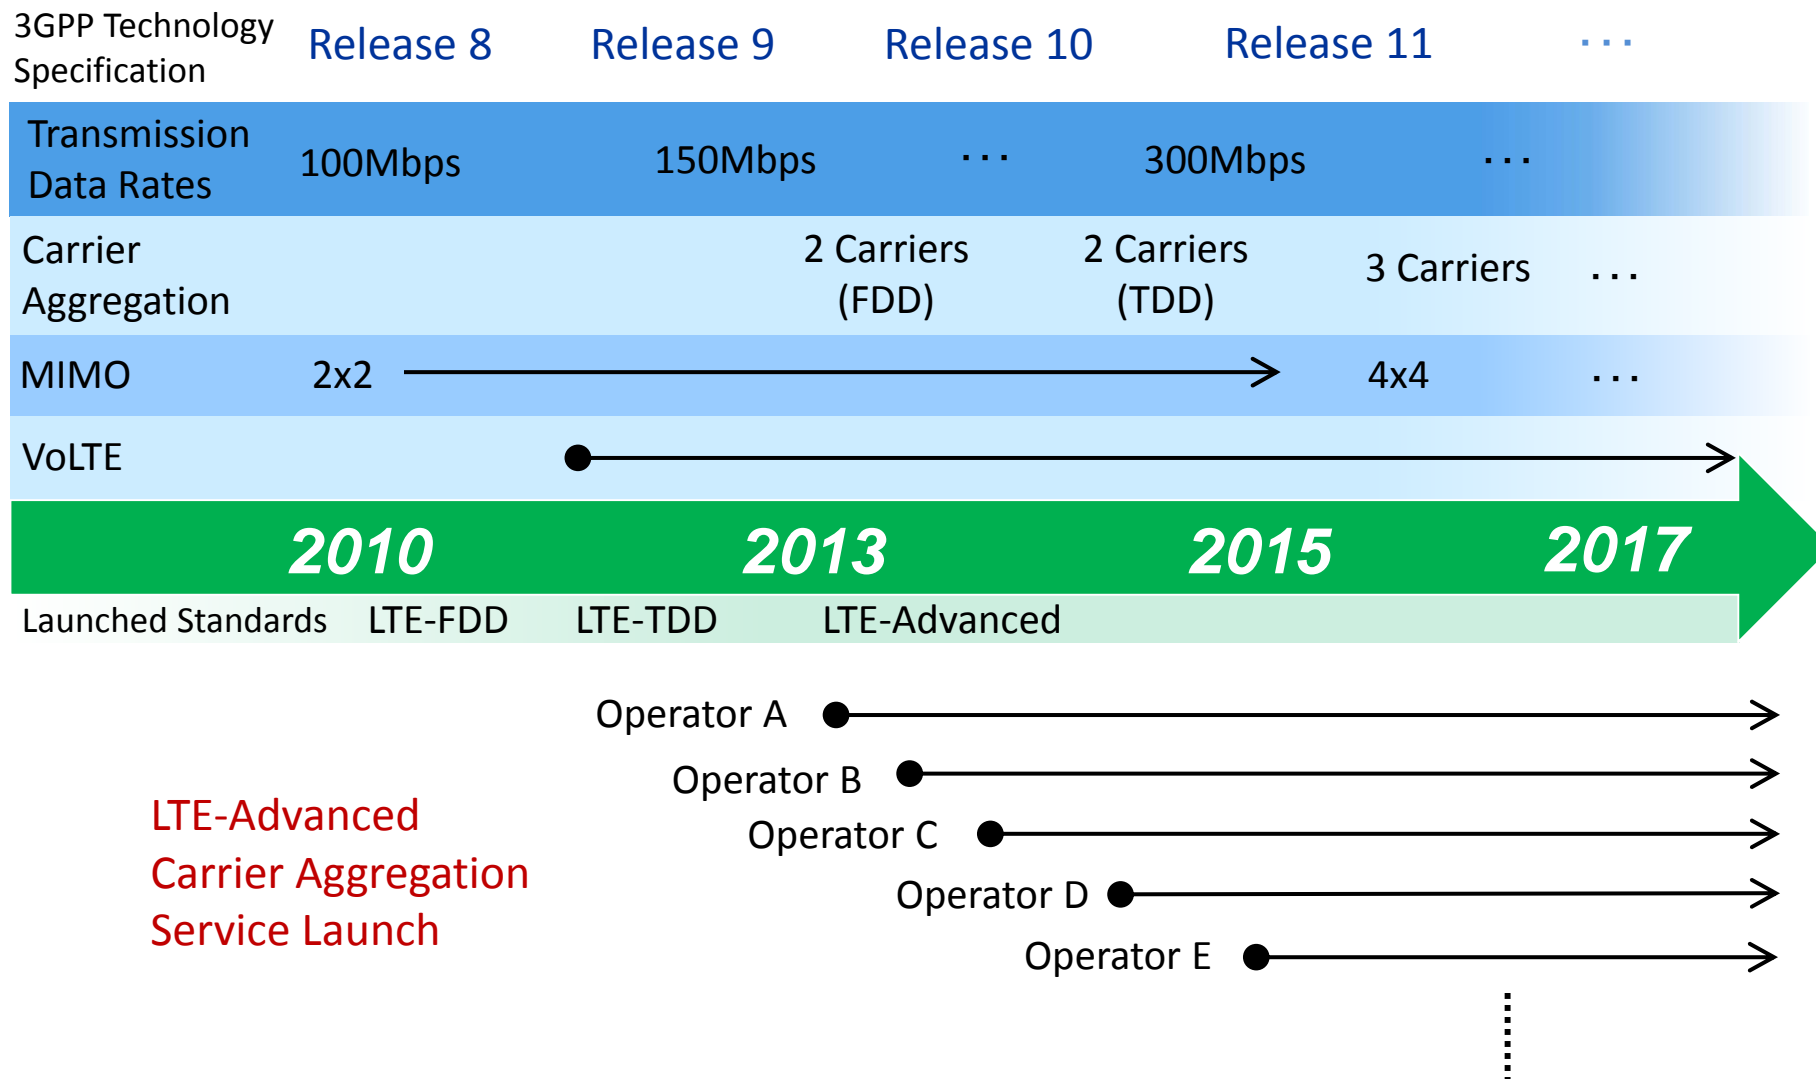 3GPP Technology
Specification
Release 8
Release 9
Release 10
Release 11
...
Transmission
Data Rates
100Mbps
150Mbps
...
300Mbps
...
Carrier
Aggregation
2 Carriers
(FDD)
2 Carriers
(TDD)
3 Carriers
...
MIMO
2x2
4x4
...
VoLTE
2010
2013
2015
2017
Launched Standards
LTE-FDD
LTE-TDD
LTE-Advanced
Operator A
Operator B
Operator C
Operator D
Operator E
LTE-Advanced
Carrier Aggregation
Service Launch